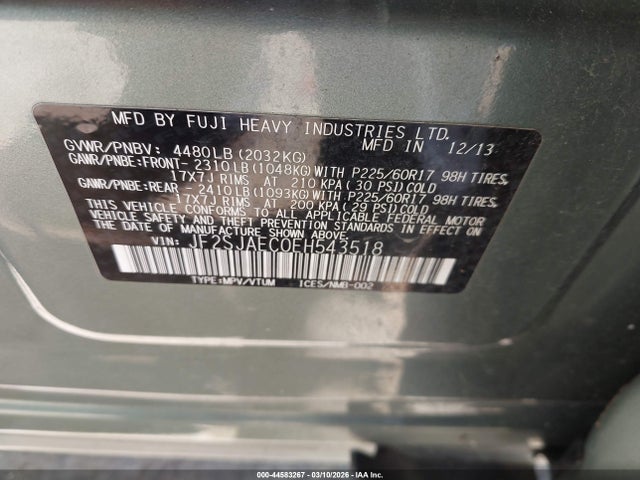 MFD BY FUJI HEAVY INDUSTRIES LTD.
GVWR/PNBV: 4480LB (2032KG) MFD IN 12/13
GAWR/PNBE:FRONT- 2310LB (1048KG) WITH P225/60R17 98H TIRES,
17X7J RIMS AT 210 KPA ( 30 PSI) COLD
GAWR/PNBE:REAR - 2410LB (1093KG) WITH P225/60R17 98H TIRES,
17X7J RIMS AT 200 KPA ( 29 PSI) COLD
THIS VEHICLE CONFORMS TO ALL APPLICABLE FEDERAL MOTOR
VEHICLE SAFETY AND THEFT PREVENTION STANDARDS IN EFFECT ON
THE DATE OF MANUFACTURE SHOWN ABOVE.
VIN: JF2SJAEC0EH543518
TYPE:MPV/VTUM ICES/NMB-002
000-44583267 - 03/10/2026 - IAA Inc.